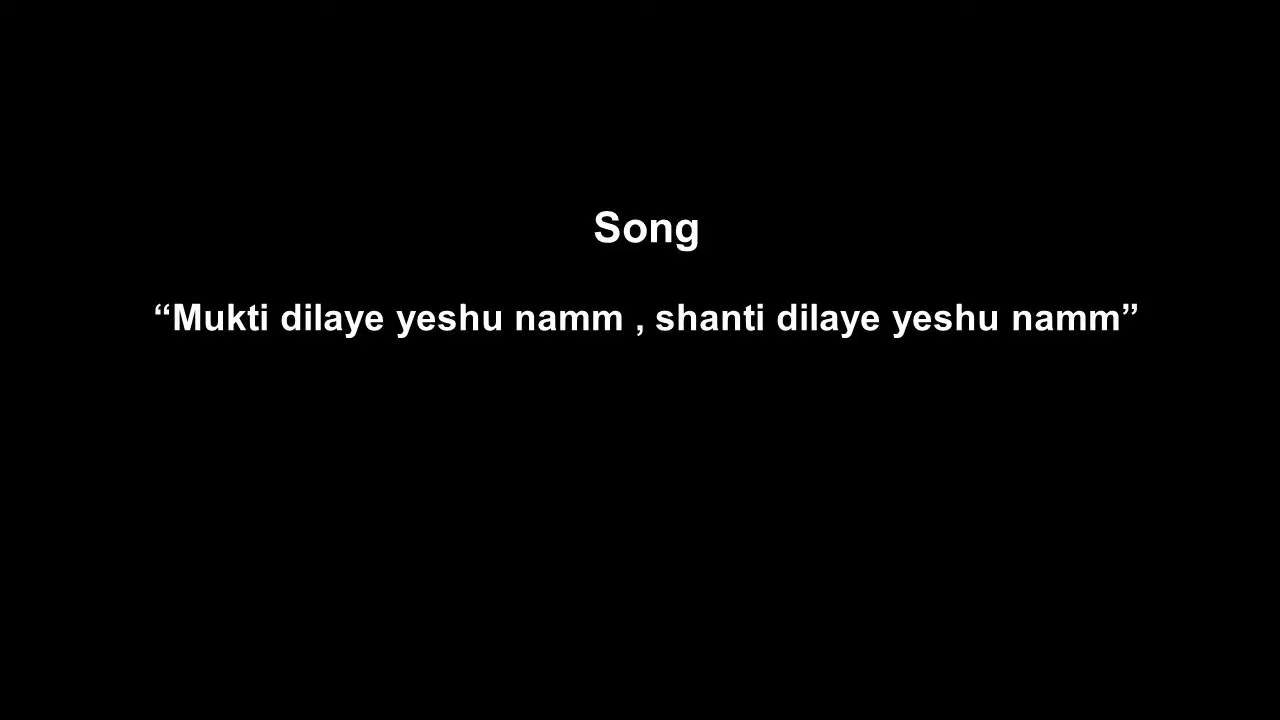 Song
“Mukti dilaye yeshu namm , shanti dilaye yeshu namm”